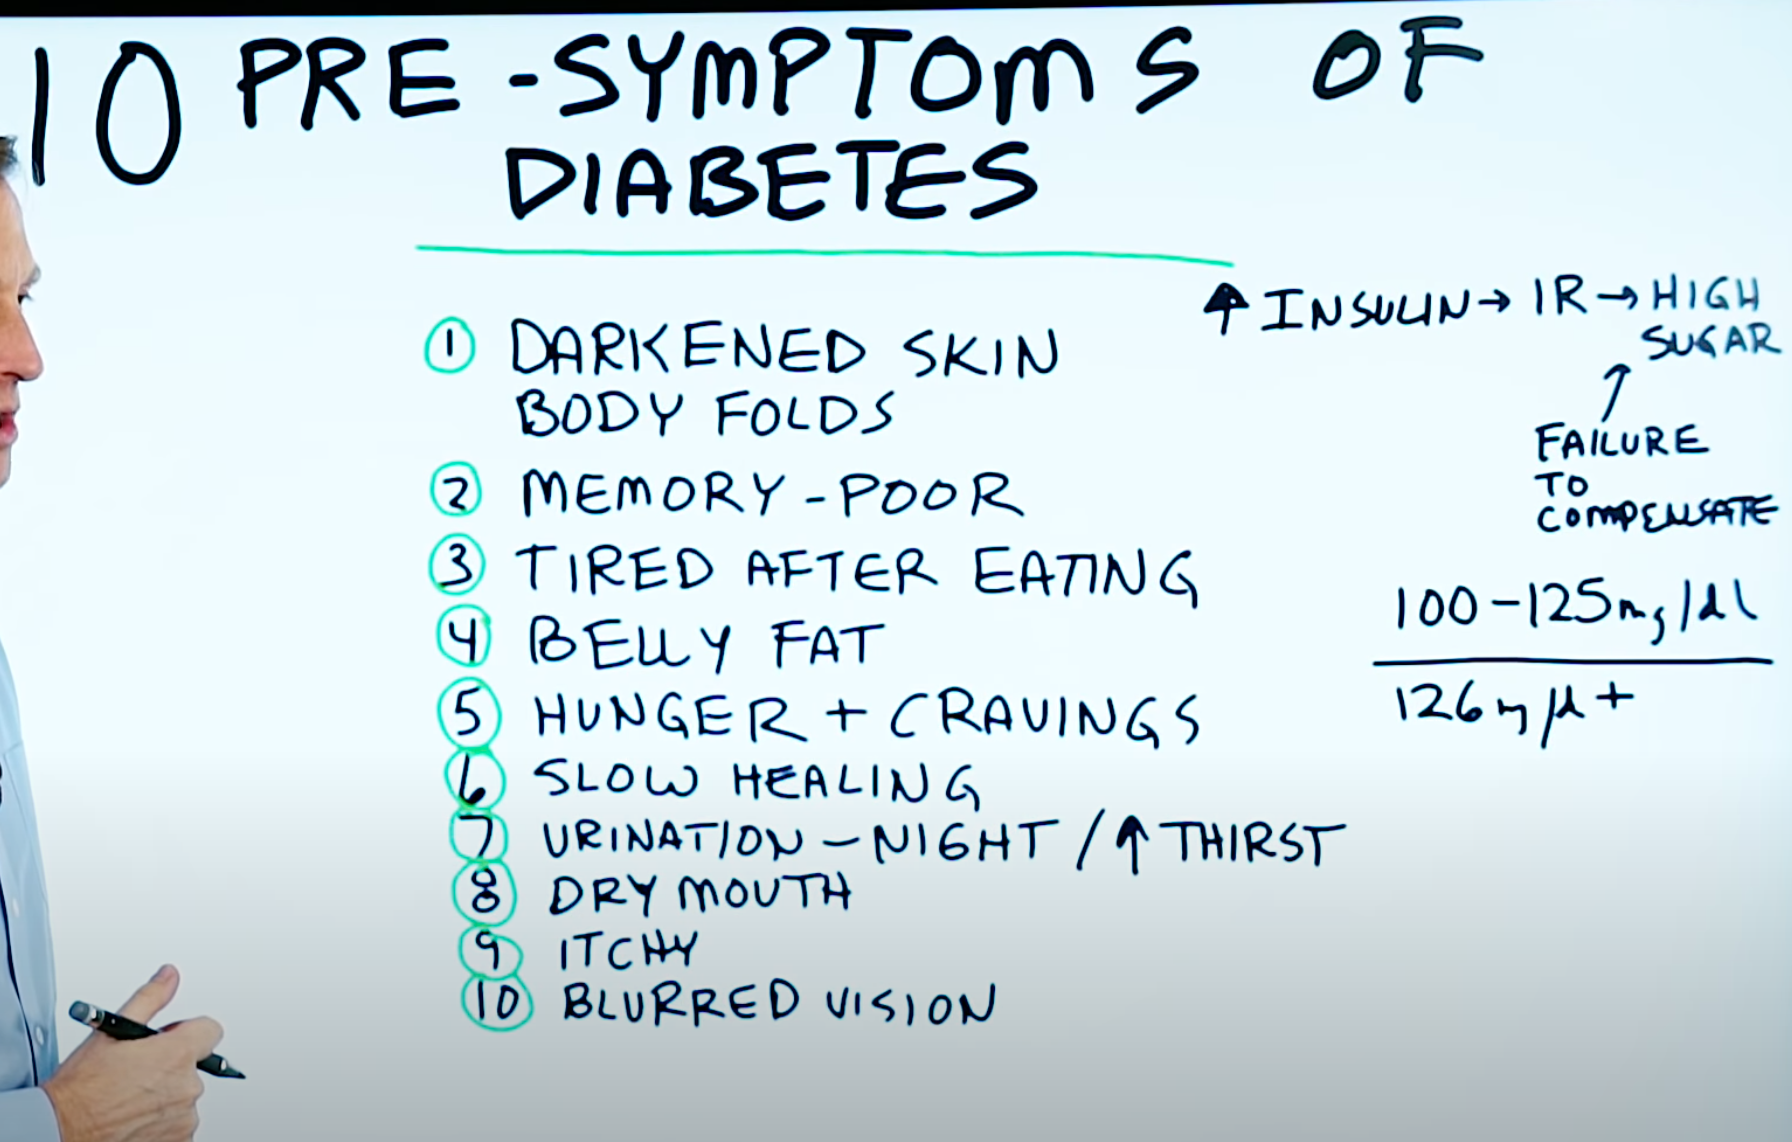 10 PRE-SYMPTOMS OF
DIABETES
↑ INSULIN → IR → HIGH
SUGAR
↑
FAILURE
TO
COMPENSATE
100-125mg/dl
126mg/dl+
① DARKENED SKIN
BODY FOLDS
② MEMORY-POOR
③ TIRED AFTER EATING
④ BELLY FAT
⑤ HUNGER + CRAVINGS
⑥ SLOW HEALING
⑦ URINATION-NIGHT/↑THIRST
⑧ DRY MOUTH
⑨ ITCHY
⑩ BLURRED VISION